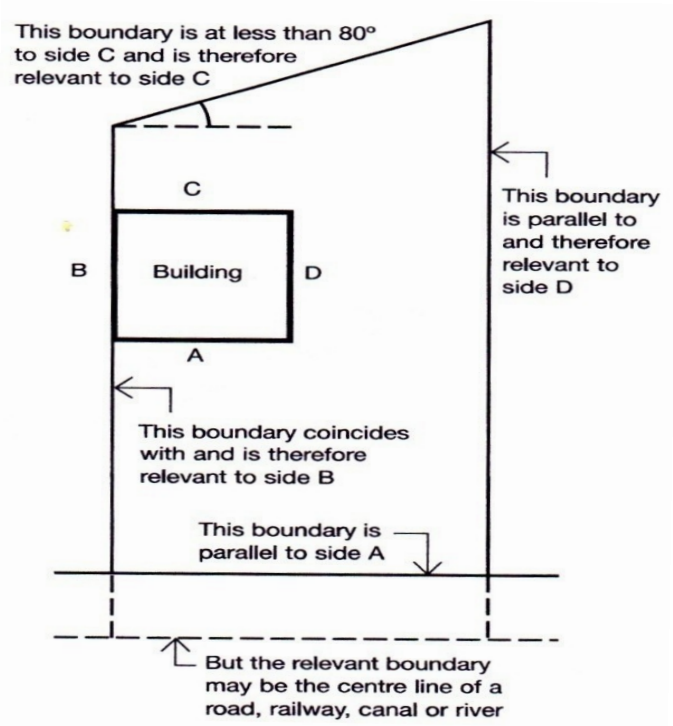 This boundary is at less than 80º
to side C and is therefore
relevant to side C
C
This boundary
is parallel to
and therefore
relevant to
side D
B
Building
D
A
This boundary coincides
with and is therefore
relevant to side B
This boundary is
parallel to side A
But the relevant boundary
may be the centre line of a
road, railway, canal or river